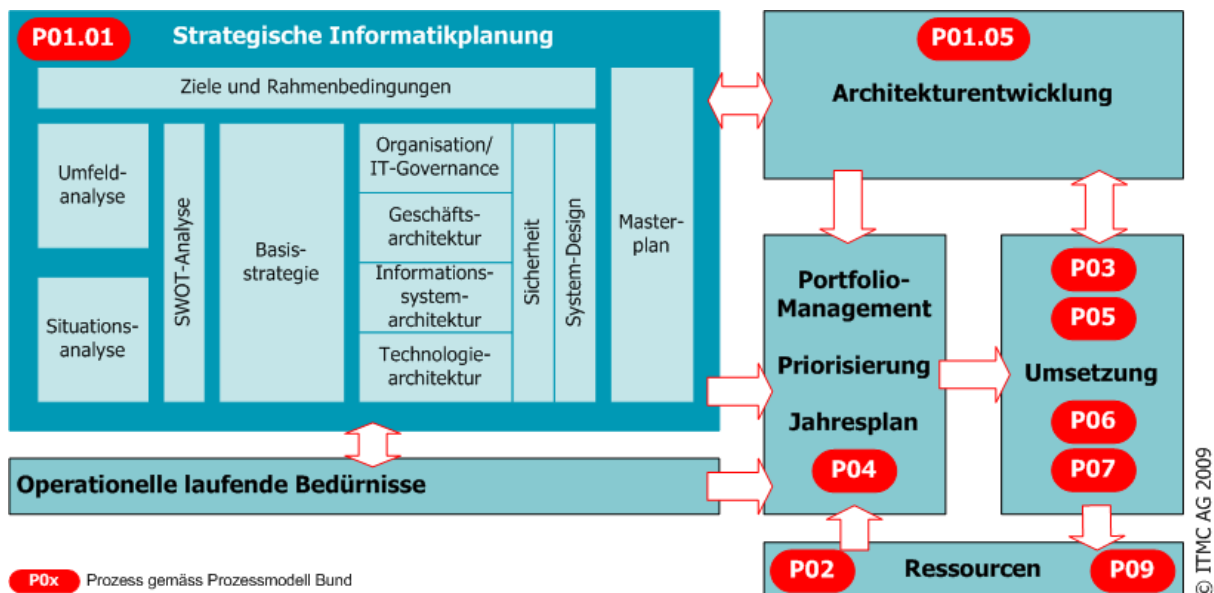 P01.01
Strategische Informatikplanung
Ziele und Rahmenbedingungen
Umfeld-
analyse
Situations-
analyse
SWOT-Analyse
Basis-
strategie
Organisation/
IT-Governance
Geschäfts-
architektur
Informations-
system-
architektur
Technologie-
architektur
Sicherheit
System-Design
Master-
plan
P01.05
Architekturentwicklung
Operationelle laufende Bedürnisse
Portfolio-
Management
Priorisierung
Jahresplan
P04
P03
P05
Umsetzung
P06
P07
P02
Ressourcen
P09
P0x
Prozess gemäss Prozessmodell Bund
© ITMC AG 2009